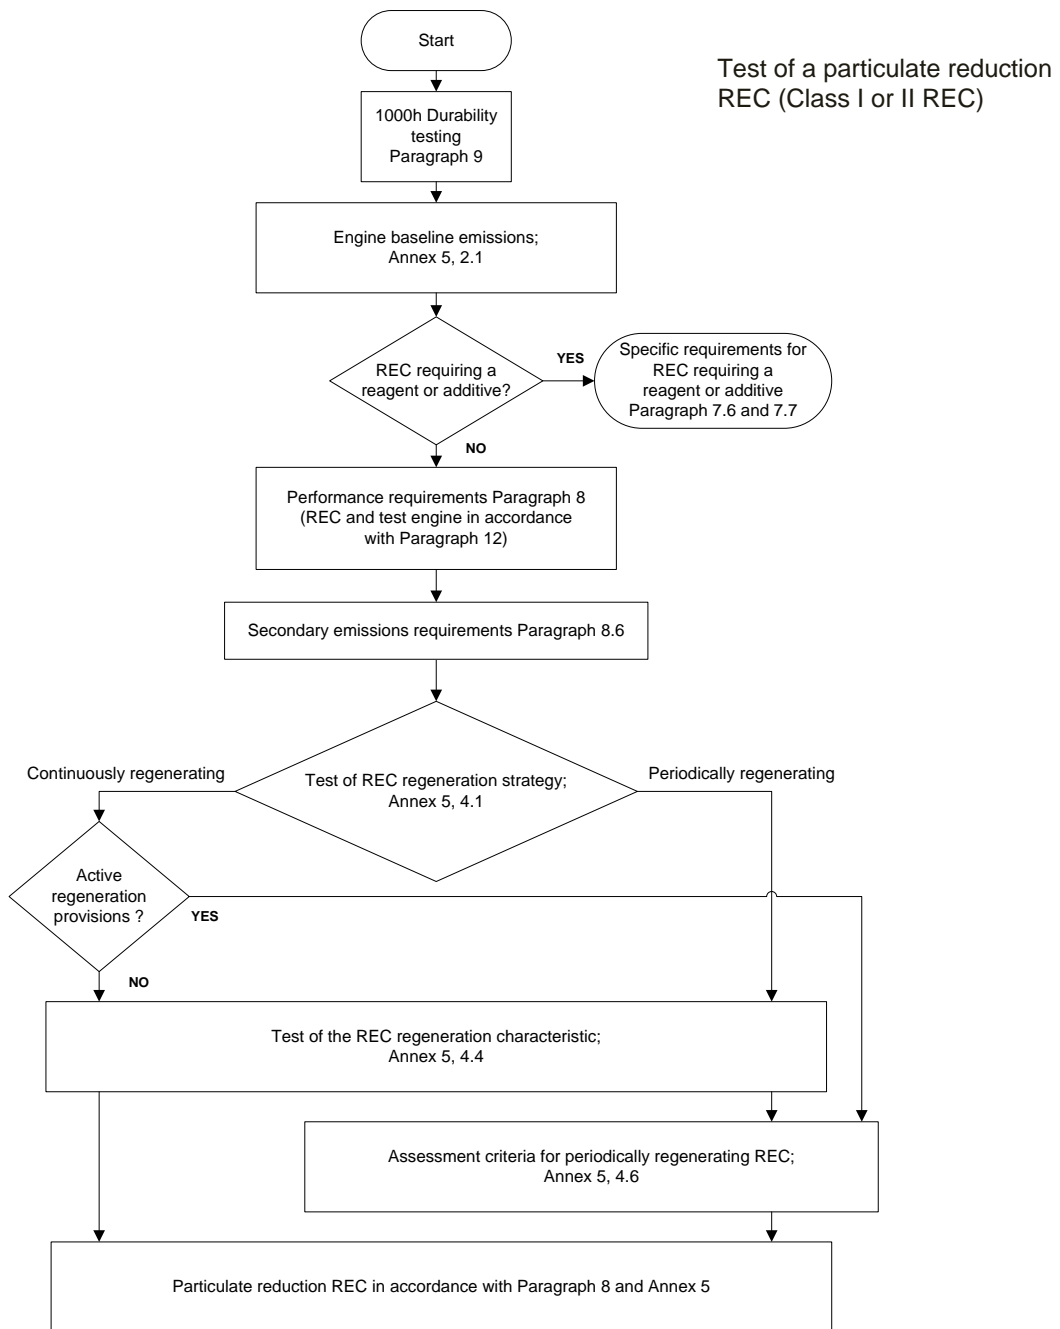 Start
Test of a particulate reduction
REC (Class I or II REC)
1000h Durability
testing
Paragraph 9
Engine baseline emissions;
Annex 5, 2.1
REC requiring a
reagent or additive?
YES
Specific requirements for
REC requiring a
reagent or additive
Paragraph 7.6 and 7.7
NO
Performance requirements Paragraph 8
(REC and test engine in accordance
with Paragraph 12)
Secondary emissions requirements Paragraph 8.6
Continuously regenerating
Test of REC regeneration strategy;
Annex 5, 4.1
Periodically regenerating
Active
regeneration
provisions ?
YES
NO
Test of the REC regeneration characteristic;
Annex 5, 4.4
Assessment criteria for periodically regenerating REC;
Annex 5, 4.6
Particulate reduction REC in accordance with Paragraph 8 and Annex 5